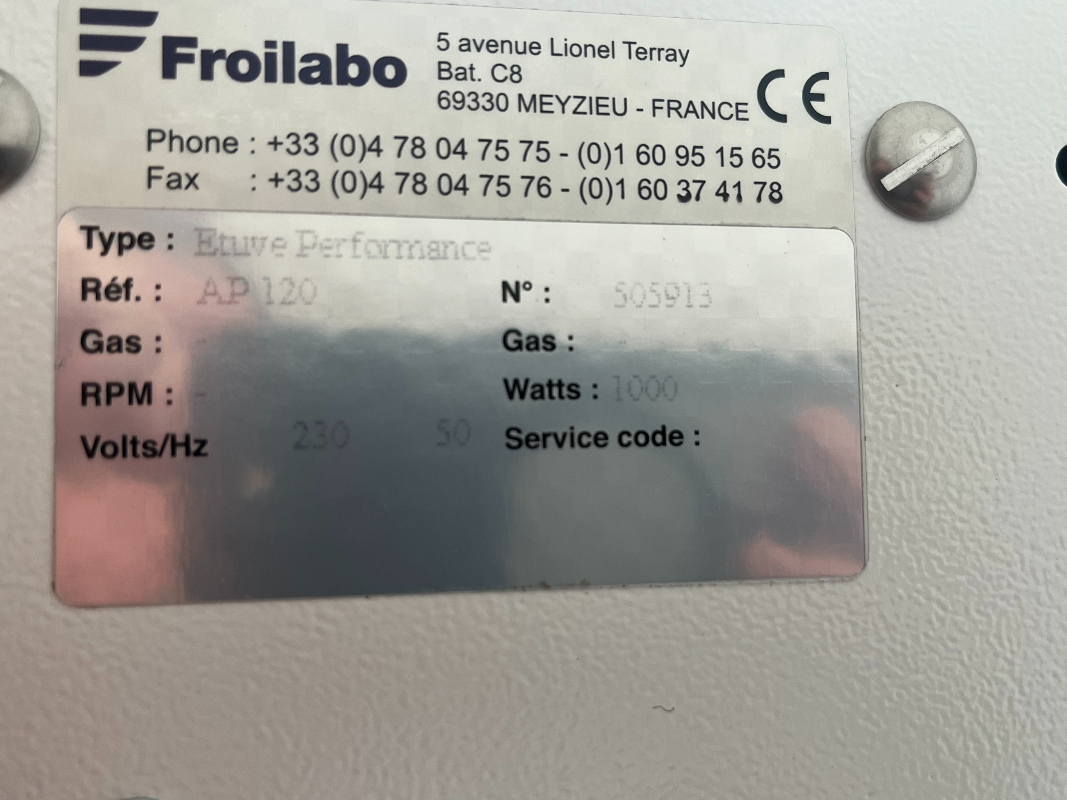 Froilabo
5 avenue Lionel Terray
Bat. C8
69330 MEYZIEU - FRANCE
CE
Phone : +33 (0)4 78 04 75 75 - (0)1 60 95 15 65
Fax : +33 (0)4 78 04 75 76 - (0)1 60 37 41 78
Type : Etuve Performance
Réf. : AP 120 N° : 505913
Gas : - Gas :
RPM : - Watts : 1000
Volts/Hz 230 50 Service code :